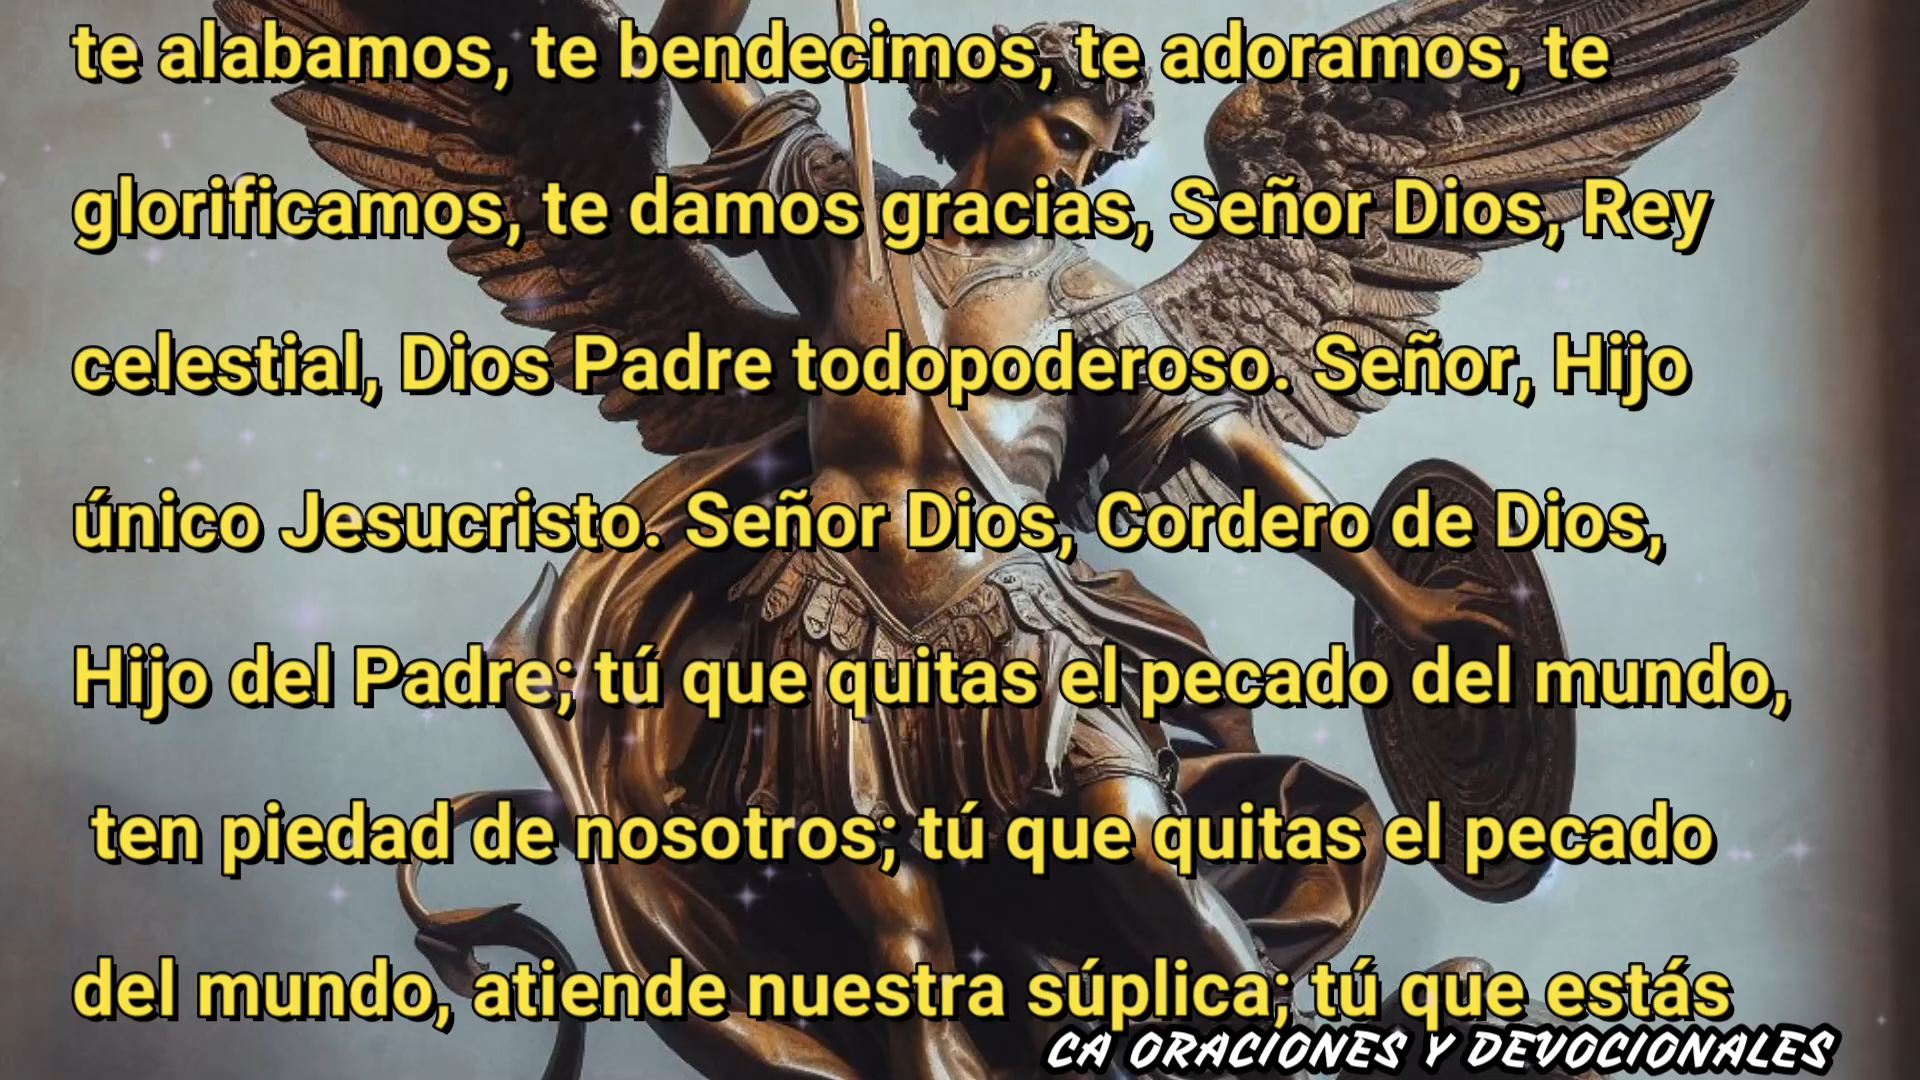 te alabamos, te bendecimos, te adoramos, te
glorificamos, te damos gracias, Señor Dios, Rey
celestial, Dios Padre todopoderoso. Señor, Hijo
único Jesucristo. Señor Dios, Cordero de Dios,
Hijo del Padre; tú que quitas el pecado del mundo,
ten piedad de nosotros; tú que quitas el pecado
del mundo, atiende nuestra súplica; tú que estás
CA ORACIONES Y DEVOCIONALES